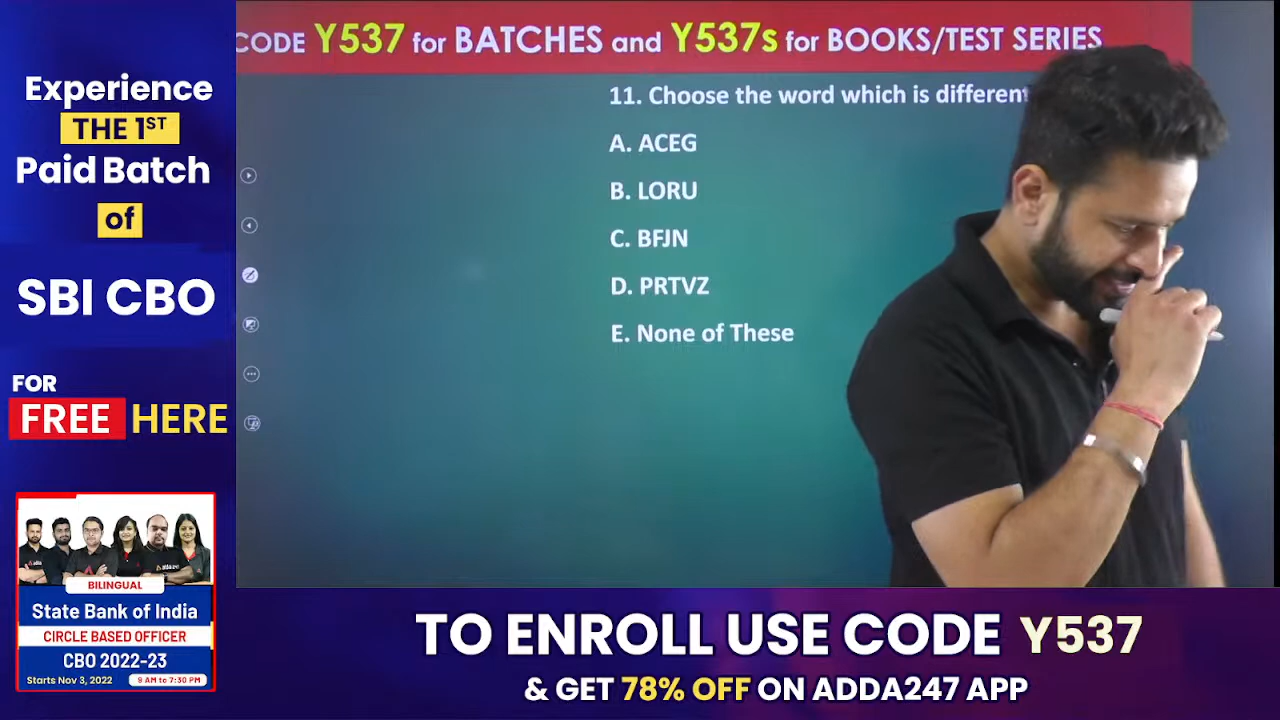 Experience
THE 1ST
Paid Batch
of
SBI CBO
FOR
FREE HERE
BILINGUAL
State Bank of India
CIRCLE BASED OFFICER
CBO 2022-23
Starts Nov 3, 2022 9 AM to 7:30 PM
CODE Y537 for BATCHES and Y537s for BOOKS/TEST SERIES
11. Choose the word which is different
A. ACEG
B. LORU
C. BFJN
D. PRTVZ
E. None of These
TO ENROLL USE CODE Y537
& GET 78% OFF ON ADDA247 APP